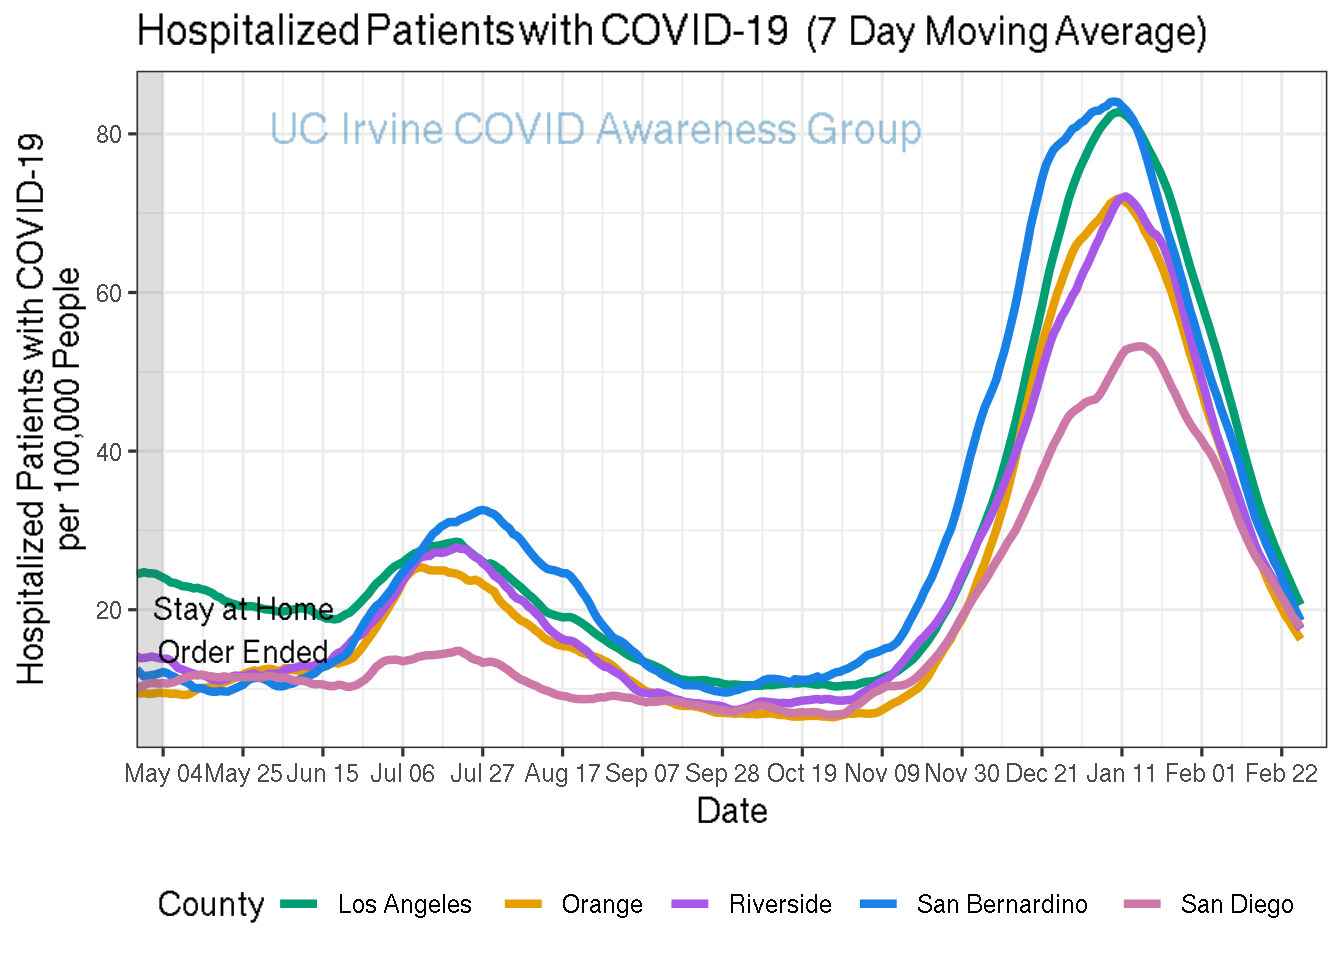 Hospitalized Patients with COVID-19 (7 Day Moving Average)
Hospitalized Patients with COVID-19
per 100,000 People
UC Irvine COVID Awareness Group
80
60
40
20
Stay at Home
Order Ended
May 04 May 25 Jun 15 Jul 06 Jul 27 Aug 17 Sep 07 Sep 28 Oct 19 Nov 09 Nov 30 Dec 21 Jan 11 Feb 01 Feb 22
Date
County Los Angeles Orange Riverside San Bernardino San Diego